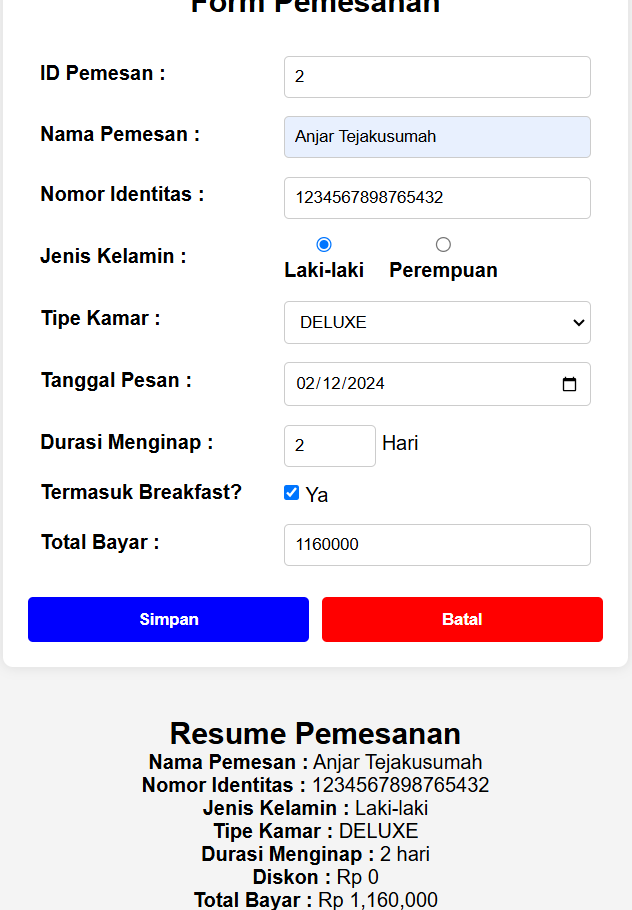 Form Pemesanan
ID Pemesan : 2
Nama Pemesan : Anjar Tejakusumah
Nomor Identitas : 1234567898765432
Jenis Kelamin : Laki-laki Perempuan
Tipe Kamar : DELUXE
Tanggal Pesan : 02/12/2024
Durasi Menginap : 2 Hari
Termasuk Breakfast? Ya
Total Bayar : 1160000
Simpan Batal
Resume Pemesanan
Nama Pemesan : Anjar Tejakusumah
Nomor Identitas : 1234567898765432
Jenis Kelamin : Laki-laki
Tipe Kamar : DELUXE
Durasi Menginap : 2 hari
Diskon : Rp 0
Total Bayar : Rp 1,160,000